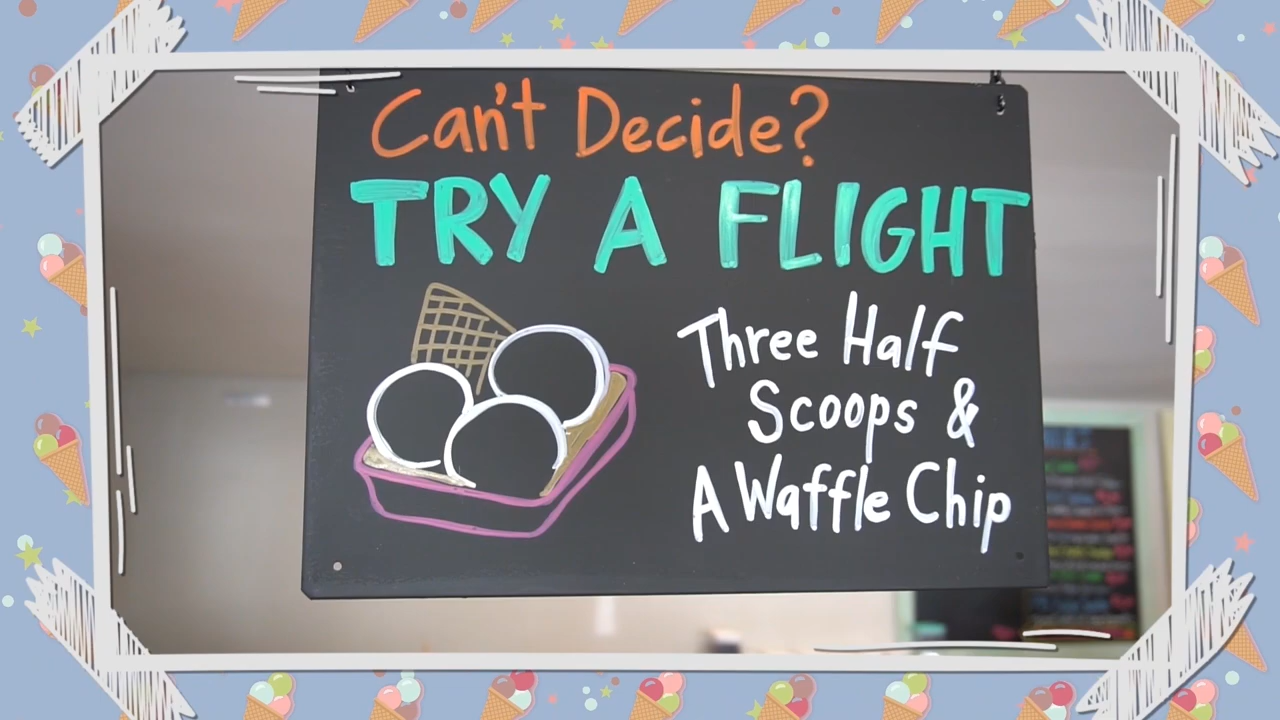 Can't Decide?
TRY A FLIGHT
Three Half
Scoops &
A Waffle Chip